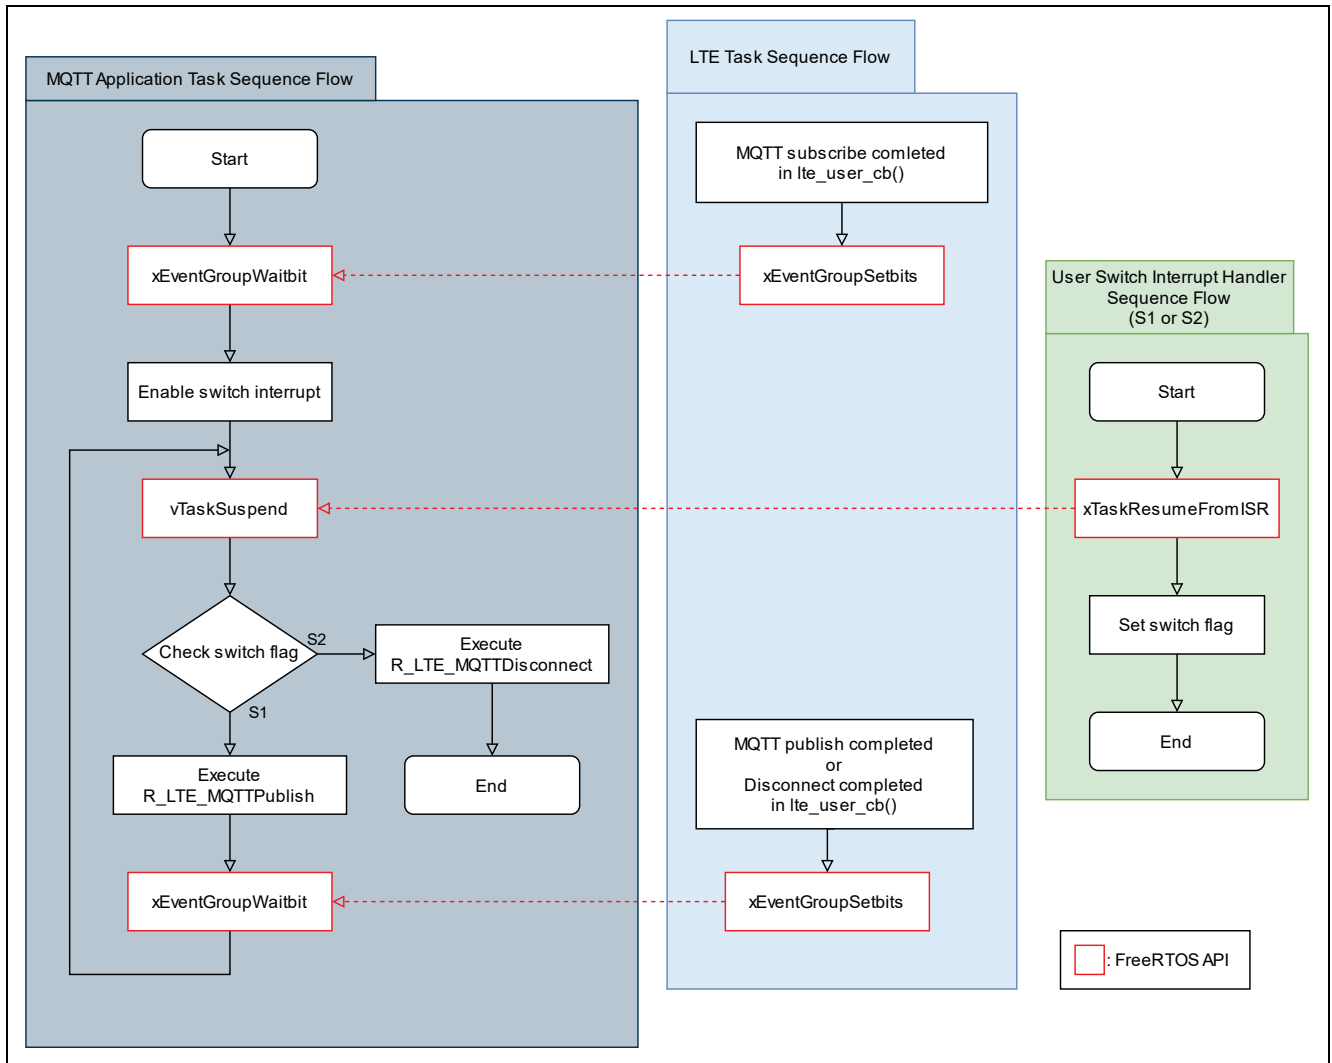 MQTT Application Task Sequence Flow
Start
xEventGroupWaitbit
Enable switch interrupt
vTaskSuspend
Check switch flag
S2
S1
Execute
R_LTE_MQTTDisconnect
End
Execute
R_LTE_MQTTPublish
xEventGroupWaitbit
LTE Task Sequence Flow
MQTT subscribe comleted
in lte_user_cb()
xEventGroupSetbits
MQTT publish completed
or
Disconnect completed
in lte_user_cb()
xEventGroupSetbits
User Switch Interrupt Handler
Sequence Flow
(S1 or S2)
Start
xTaskResumeFromISR
Set switch flag
End
: FreeRTOS API